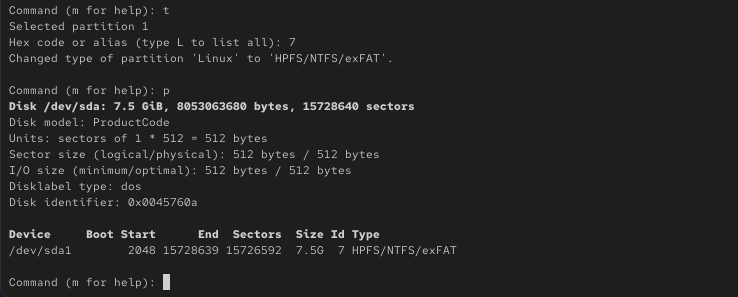 Command (m for help): t
Selected partition 1
Hex code or alias (type L to list all): 7
Changed type of partition `Linux` to `HPFS/NTFS/exFAT`.
Command (m for help): p
Disk /dev/sda: 7.5 GiB, 8053063680 bytes, 15728640 sectors
Disk model: ProductCode
Units: sectors of 1 * 512 = 512 bytes
Sector size (logical/physical): 512 bytes / 512 bytes
I/O size (minimum/optimal): 512 bytes / 512 bytes
Disklabel type: dos
Disk identifier: 0x0045760a
Device     Boot Start      End  Sectors  Size Id Type
/dev/sda1        2048 15728639 15726592  7.5G  7 HPFS/NTFS/exFAT
Command (m for help):